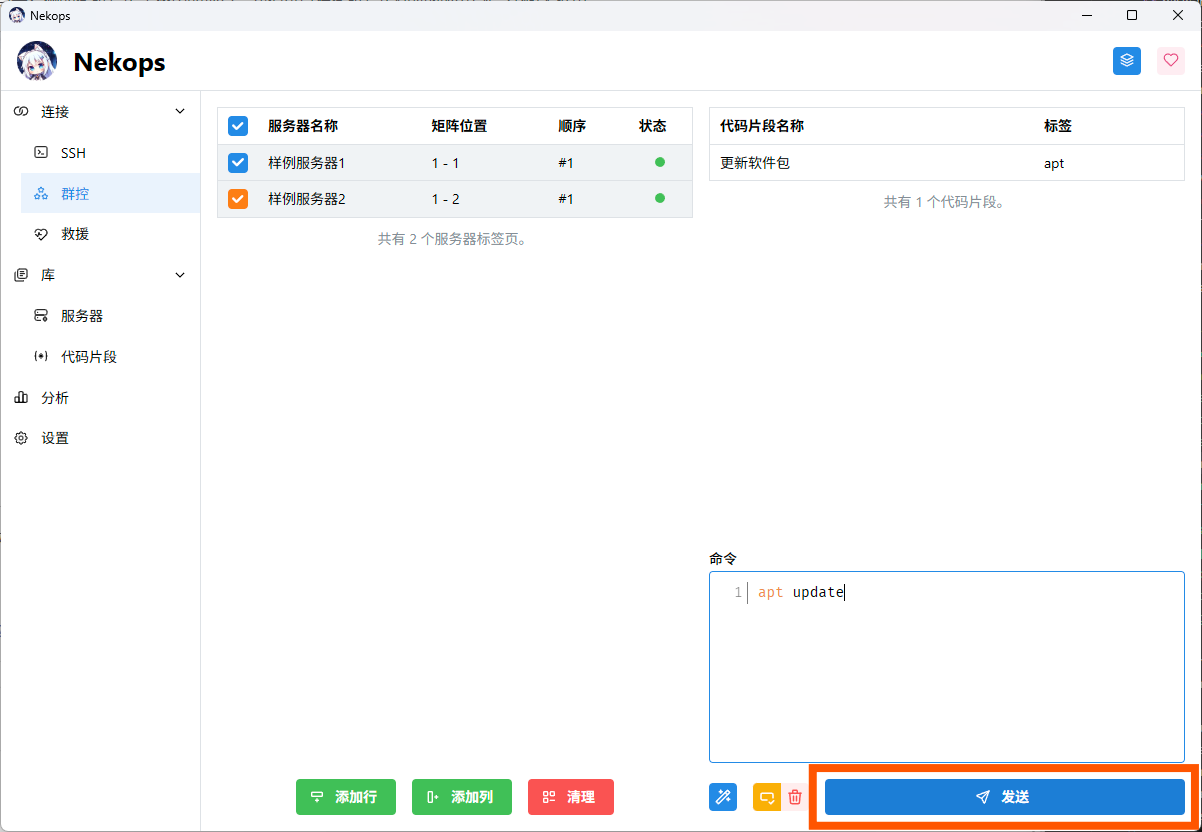 Nekops
Nekops
连接
SSH
群控
救援
库
服务器
代码片段
分析
设置
服务器名称 矩阵位置 顺序 状态
样例服务器1 1 - 1 #1
样例服务器2 1 - 2 #1
共有 2 个服务器标签页。
添加行 添加列 清理
代码片段名称 标签
更新软件包 apt
共有 1 个代码片段。
命令
1 apt update
发送